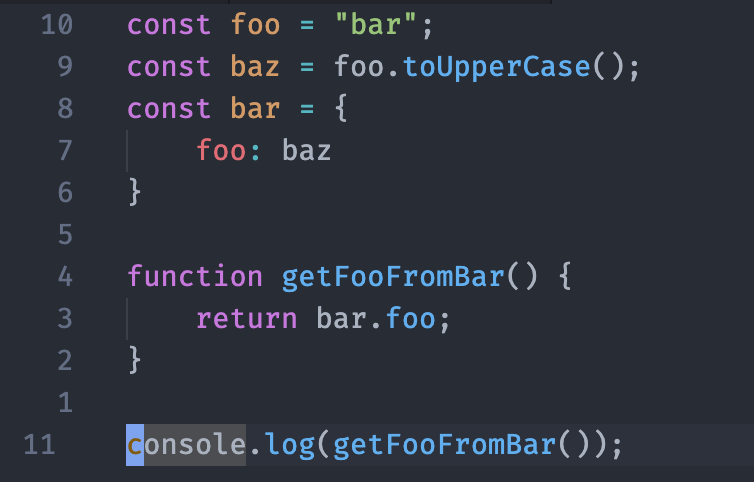 10 const foo = "bar";
9 const baz = foo.toUpperCase();
8 const bar = {
7     foo: baz
6 }
5
4 function getFooFromBar() {
3     return bar.foo;
2 }
1
11 console.log(getFooFromBar());